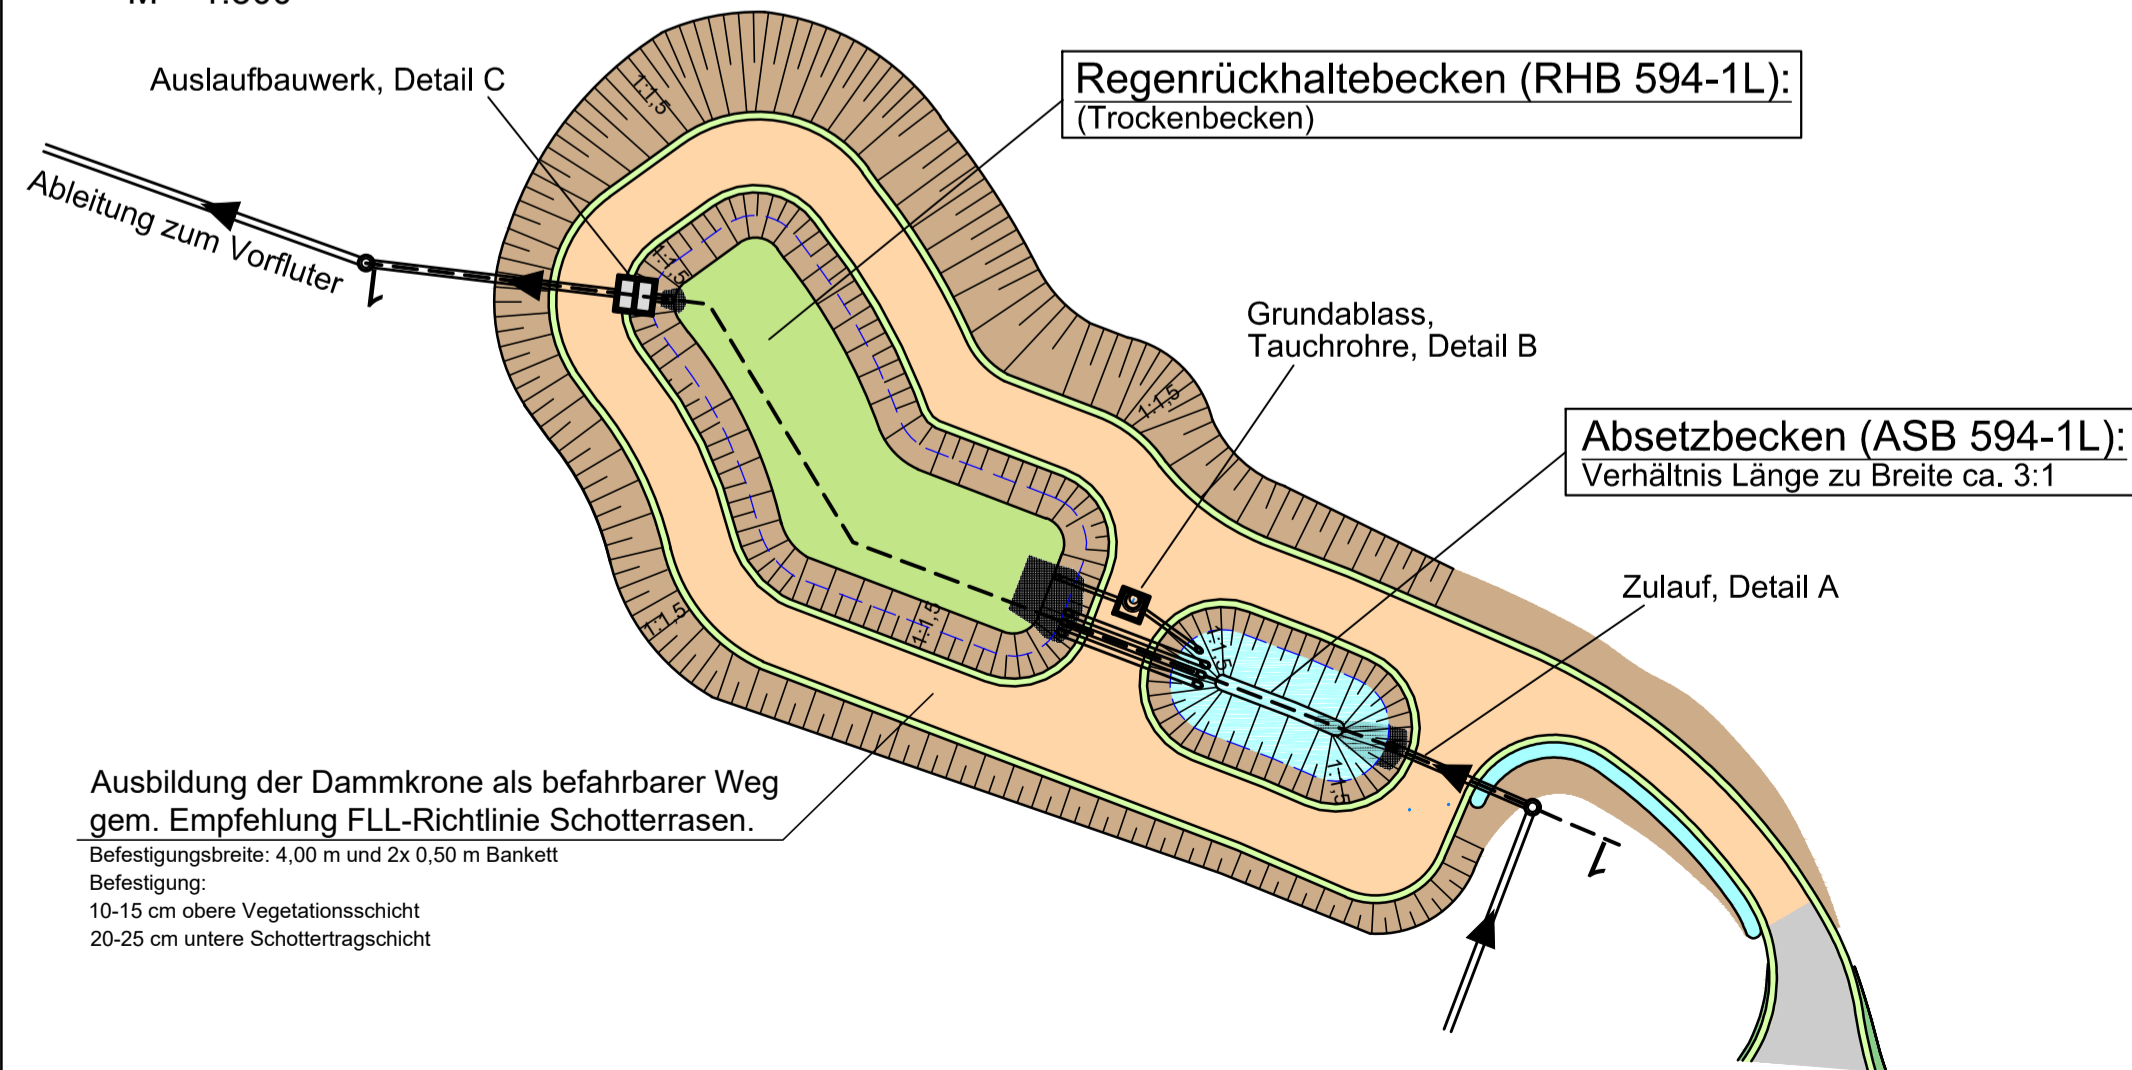 Auslaufbauwerk, Detail C
Regenrückhaltebecken (RHB 594-1L):
(Trockenbecken)
Ableitung zum Vorfluter
1
Grundablass,
Tauchrohre, Detail B
Absetzbecken (ASB 594-1L):
Verhältnis Länge zu Breite ca. 3:1
Zulauf, Detail A
1
1:1,5
1:1,5
1:1,5
1:1,5
1:1,5
1:1,5
1:1,5
Ausbildung der Dammkrone als befahrbarer Weg
gem. Empfehlung FLL-Richtlinie Schotterrasen.
Befestigungsbreite: 4,00 m und 2x 0,50 m Bankett
Befestigung:
10-15 cm obere Vegetationsschicht
20-25 cm untere Schottertragschicht